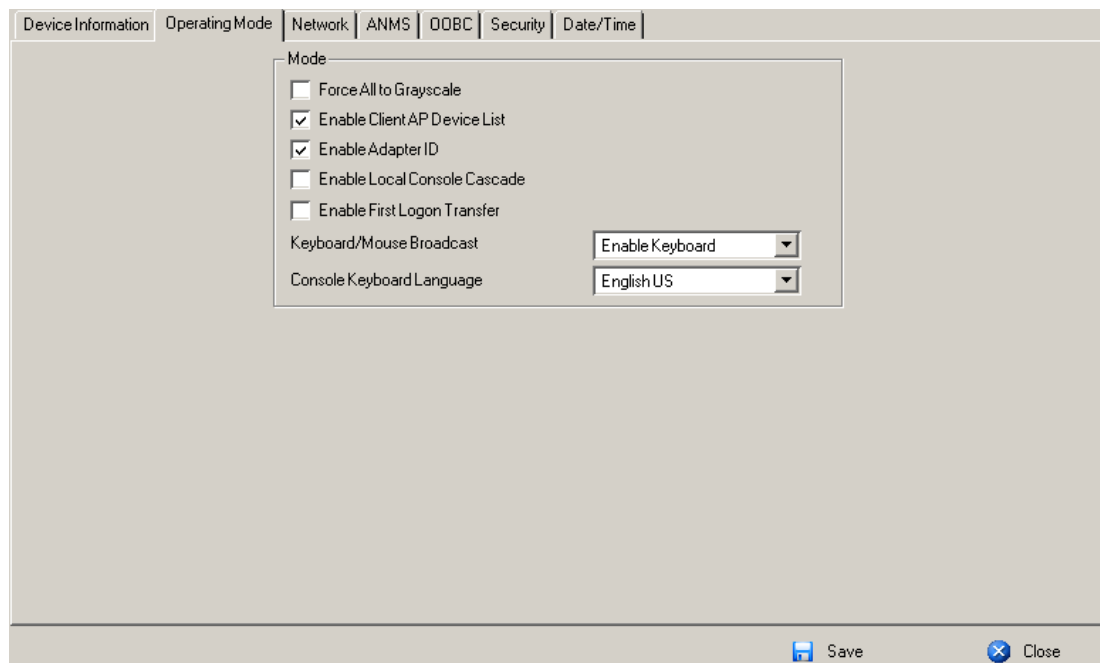 Device Information Operating Mode Network ANMS OOBC Security Date/Time
Mode
Force All to Grayscale
Enable Client AP Device List
Enable Adapter ID
Enable Local Console Cascade
Enable First Logon Transfer
Keyboard/Mouse Broadcast Enable Keyboard
Console Keyboard Language English US
Save Close